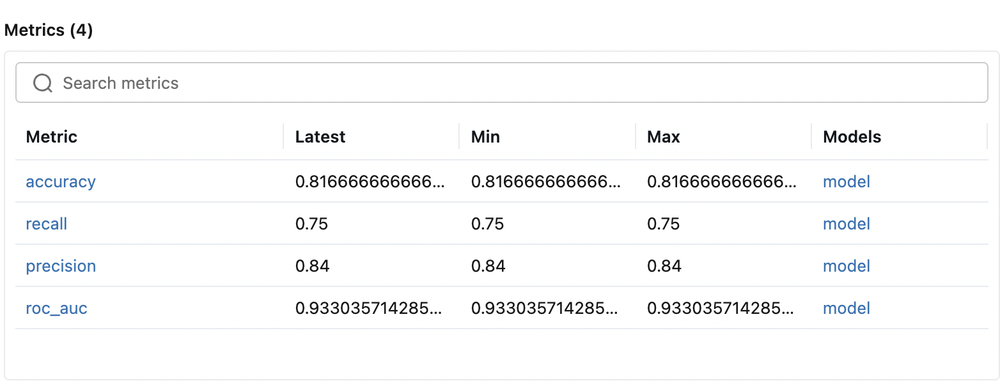 Metrics (4)
Search metrics
Metric Latest Min Max Models
accuracy 0.816666666666... 0.816666666666... 0.816666666666... model
recall 0.75 0.75 0.75 model
precision 0.84 0.84 0.84 model
roc_auc 0.933035714285... 0.933035714285... 0.933035714285... model